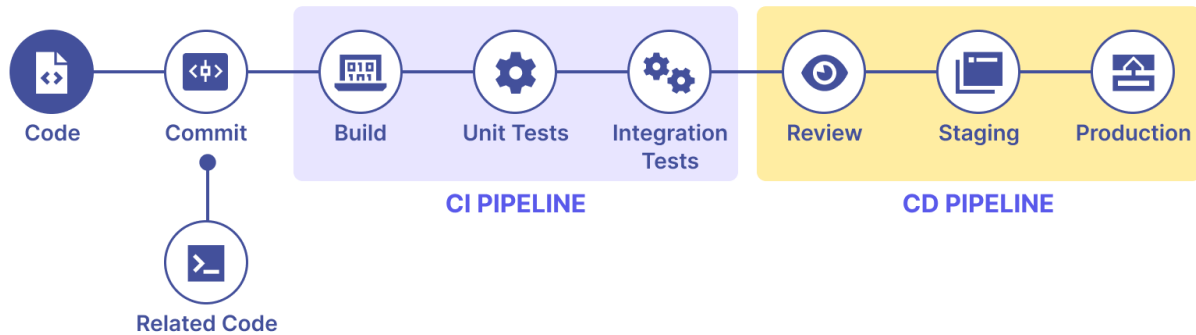 Code
Commit
Build
Unit Tests
Integration
Tests
Review
Staging
Production
CI PIPELINE
CD PIPELINE
Related Code